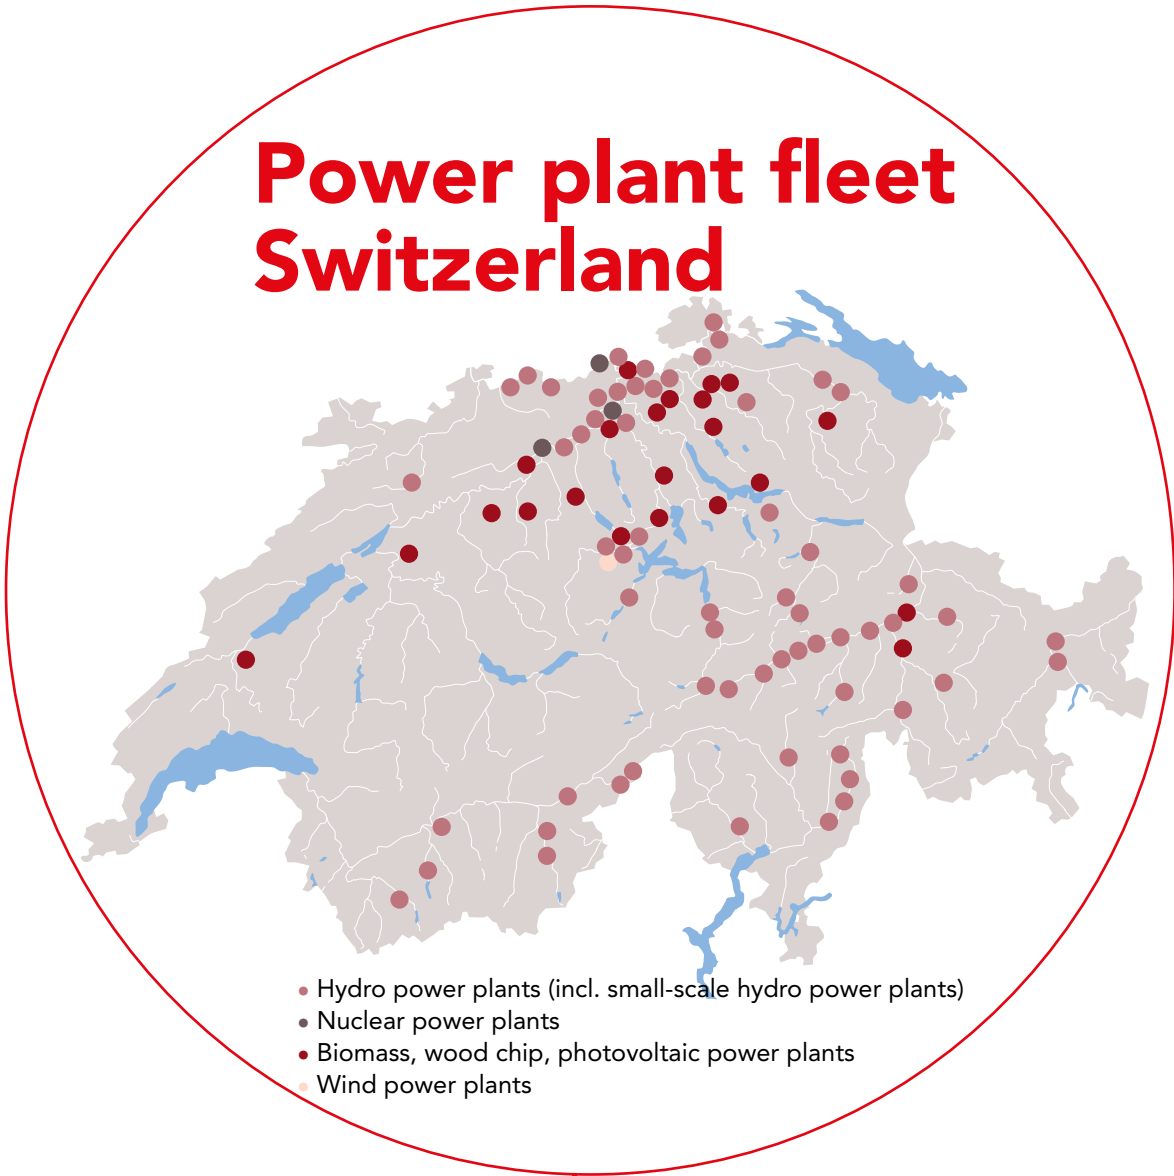 Power plant fleet
Switzerland
Hydro power plants (incl. small-scale hydro power plants)
Nuclear power plants
Biomass, wood chip, photovoltaic power plants
Wind power plants